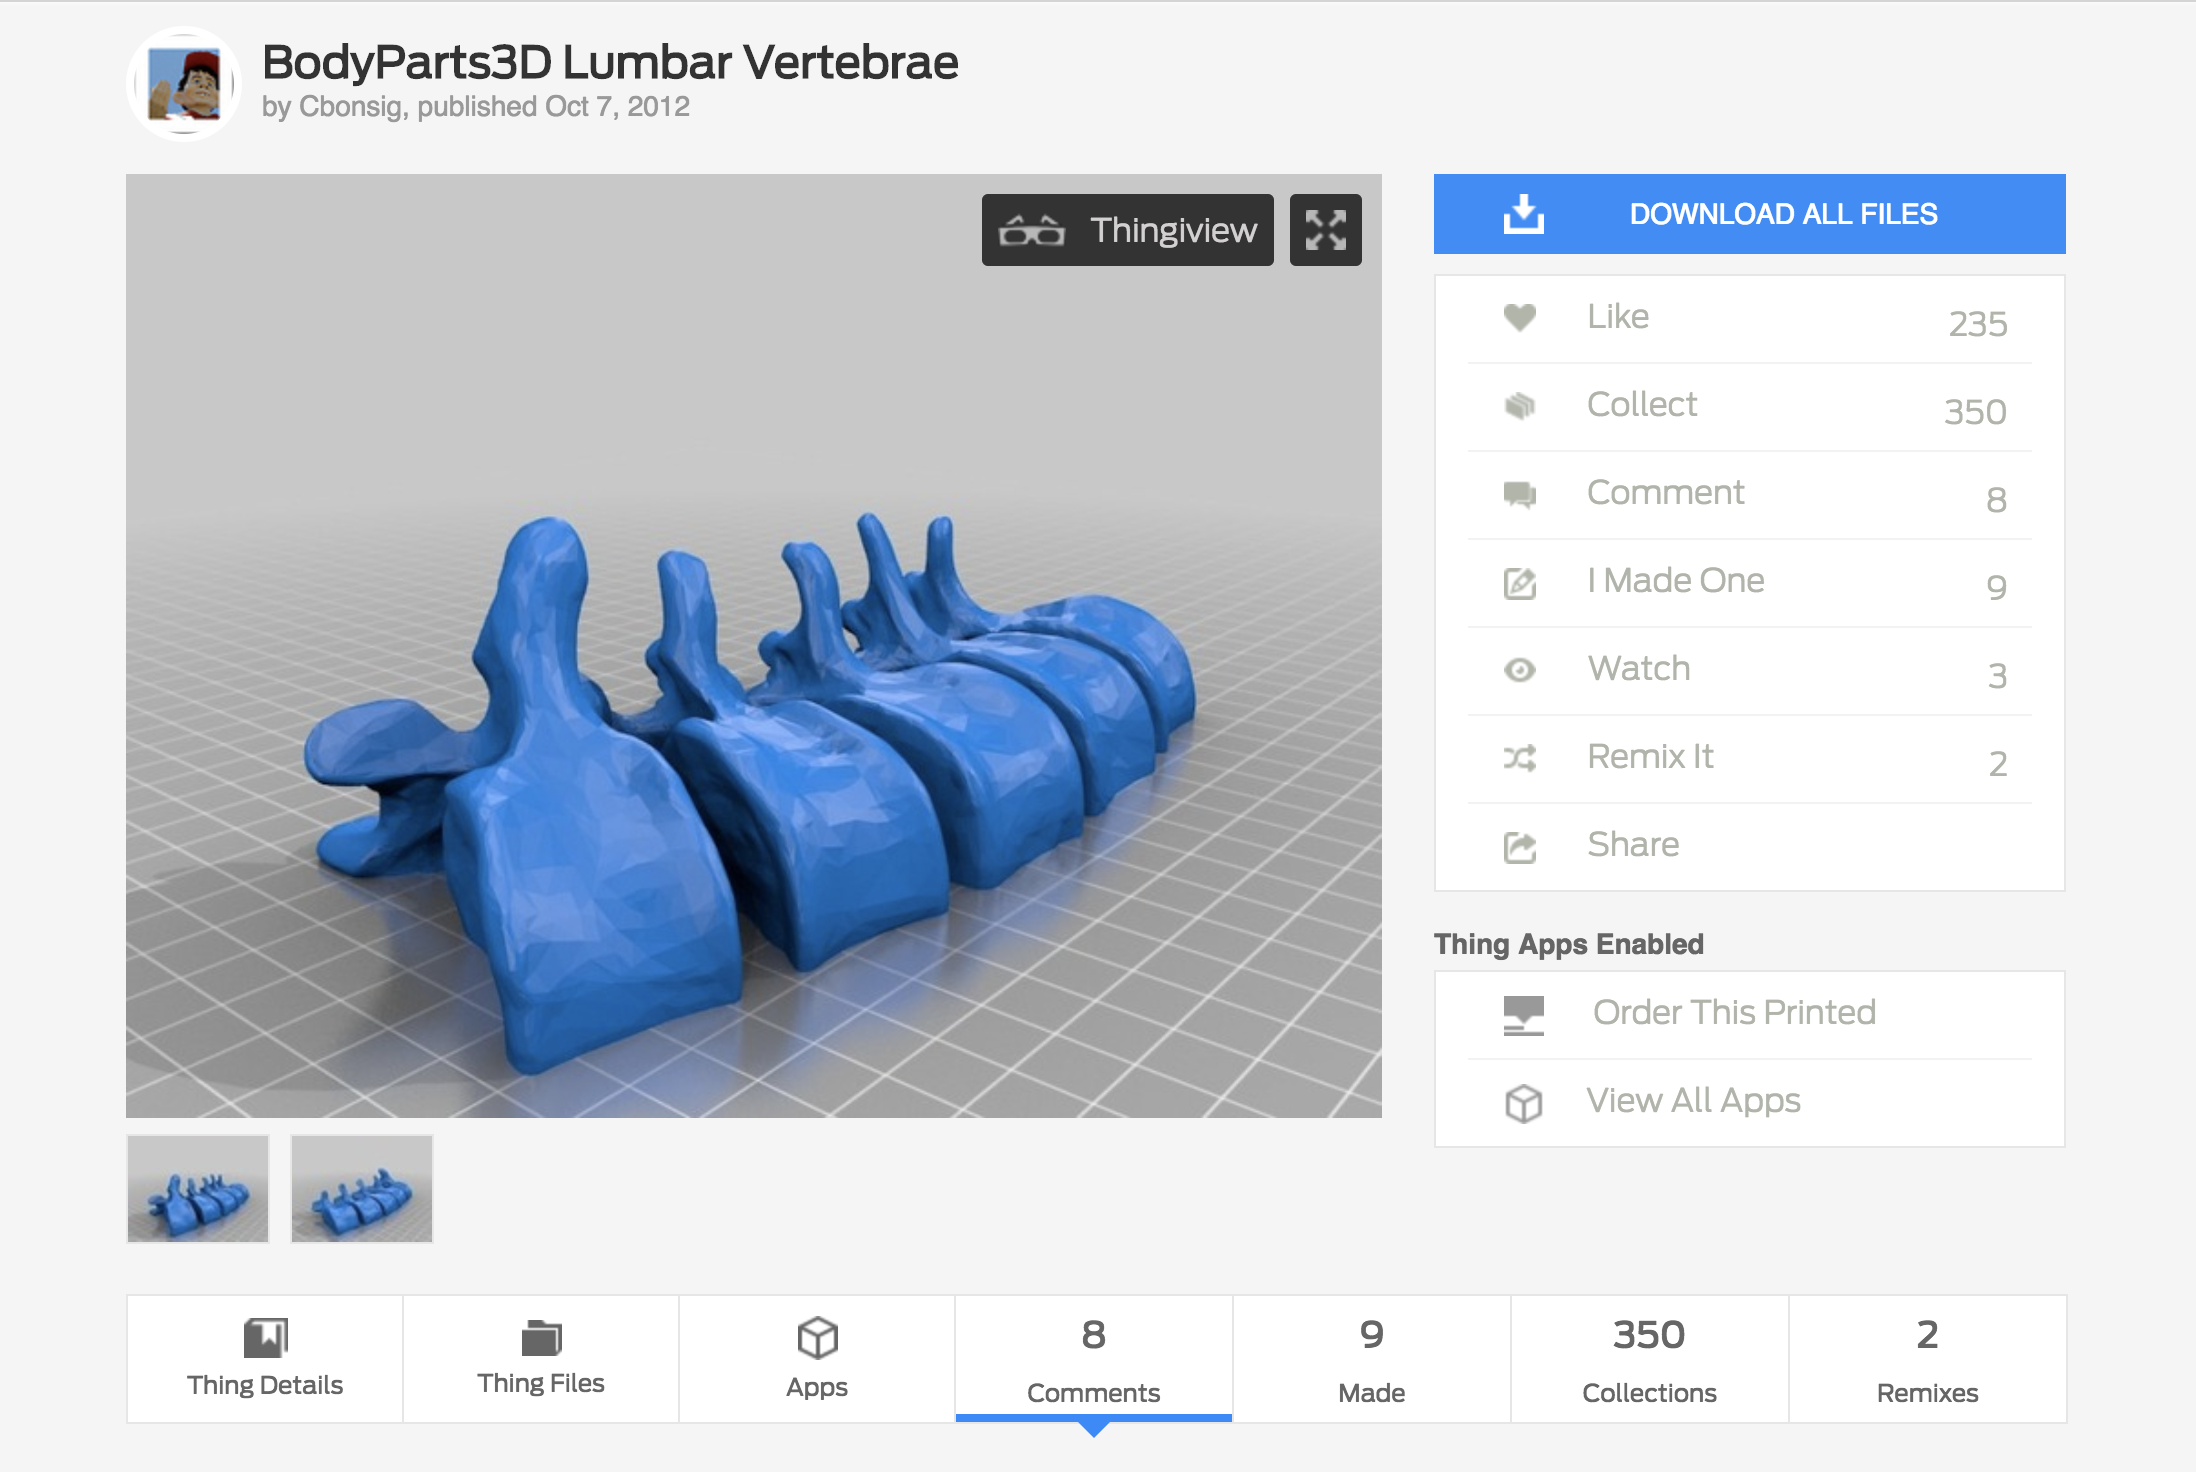 BodyParts3D Lumbar Vertebrae
by Cbonsig, published Oct 7, 2012
Thingiview
DOWNLOAD ALL FILES
Like 235
Collect 350
Comment 8
I Made One 9
Watch 3
Remix It 2
Share
Thing Apps Enabled
Order This Printed
View All Apps
Thing Details
Thing Files
Apps
8
Comments
9
Made
350
Collections
2
Remixes